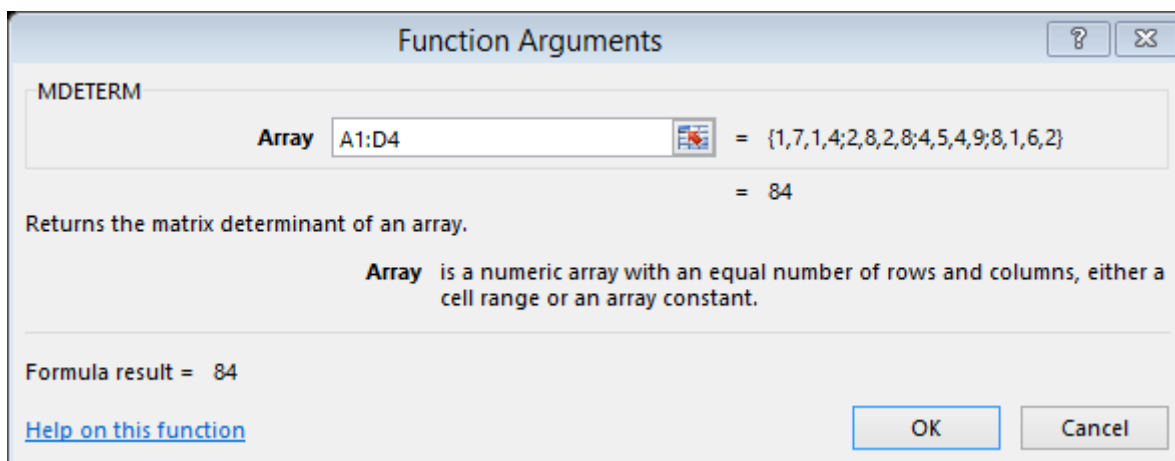 Function Arguments
MDETERM
Array A1:D4 = {1,7,1,4;2,8,2,8;4,5,4,9;8,1,6,2}
= 84
Returns the matrix determinant of an array.
Array is a numeric array with an equal number of rows and columns, either a
cell range or an array constant.
Formula result = 84
Help on this function OK Cancel